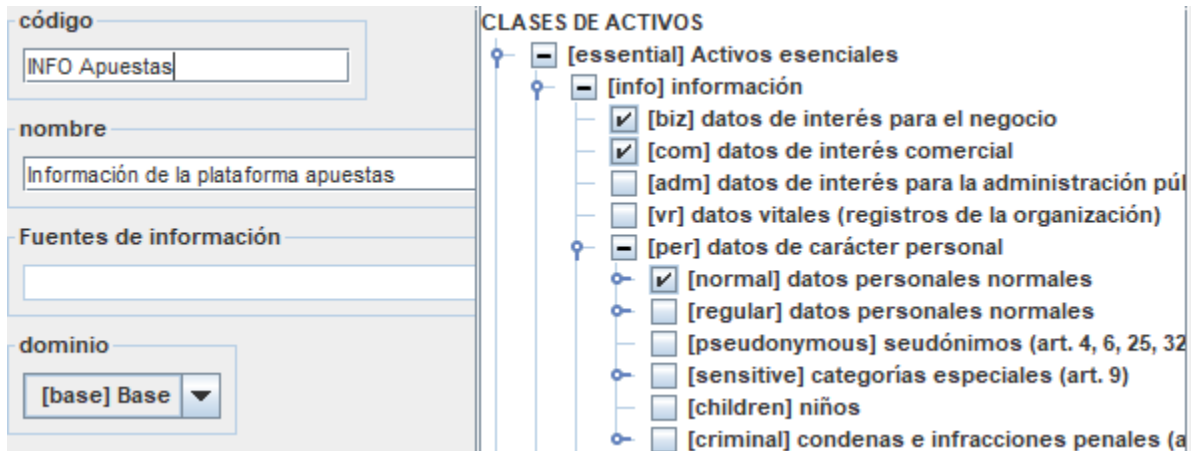 código
INFO Apuestas
nombre
Información de la plataforma apuestas
Fuentes de información
dominio
[base] Base
CLASES DE ACTIVOS
[essential] Activos esenciales
[info] información
[biz] datos de interés para el negocio
[com] datos de interés comercial
[adm] datos de interés para la administración púl
[vr] datos vitales (registros de la organización)
[per] datos de carácter personal
[normal] datos personales normales
[regular] datos personales normales
[pseudonymous] seudónimos (art. 4, 6, 25, 32
[sensitive] categorías especiales (art. 9)
[children] niños
[criminal] condenas e infracciones penales (a